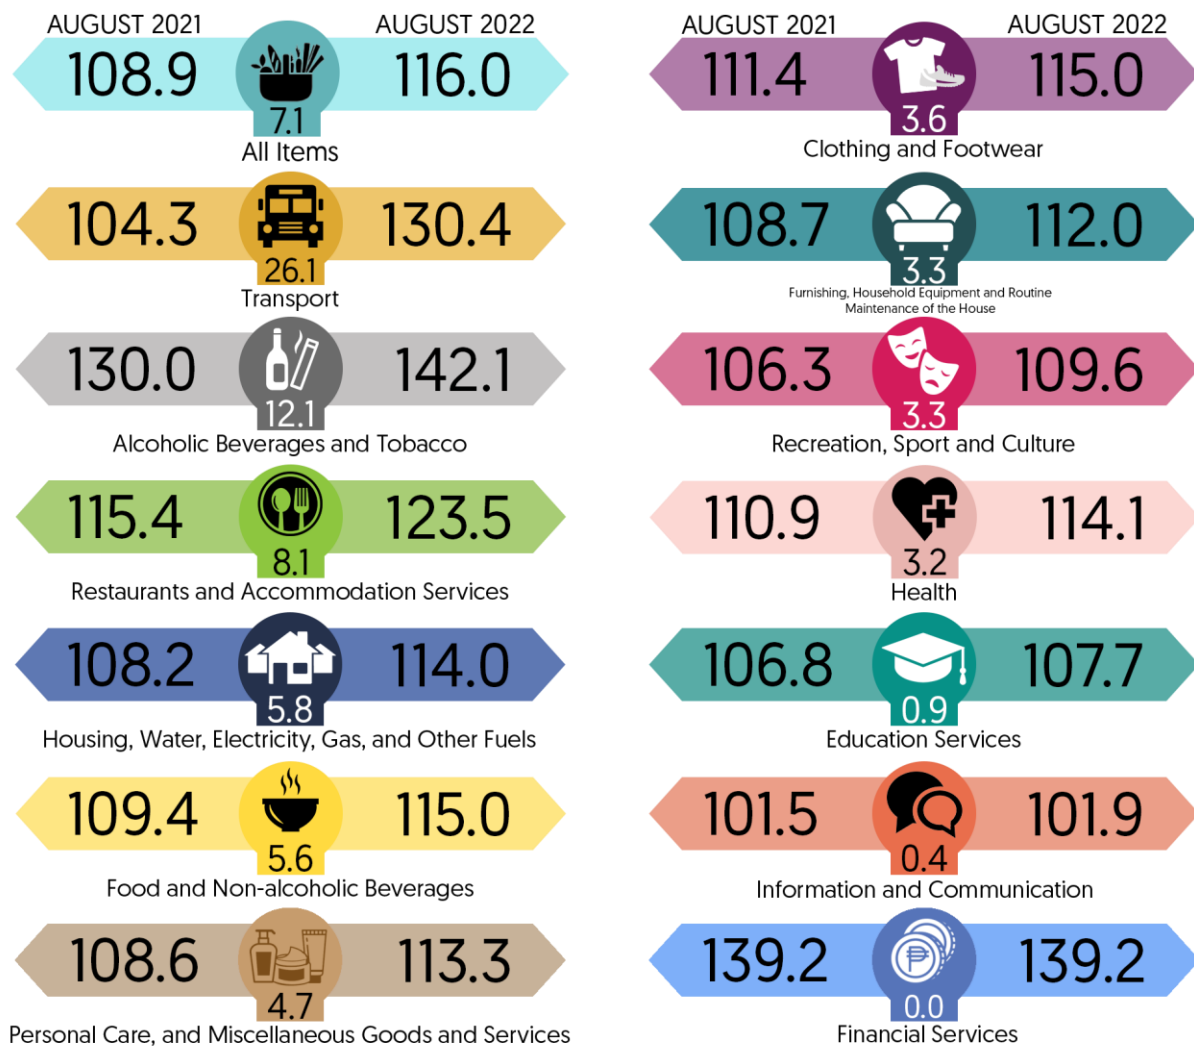 AUGUST 2021 AUGUST 2022
108.9 116.0
7.1
All Items
104.3 130.4
26.1
Transport
130.0 142.1
12.1
Alcoholic Beverages and Tobacco
115.4 123.5
8.1
Restaurants and Accommodation Services
108.2 114.0
5.8
Housing, Water, Electricity, Gas, and Other Fuels
109.4 115.0
5.6
Food and Non-alcoholic Beverages
108.6 113.3
4.7
Personal Care, and Miscellaneous Goods and Services
AUGUST 2021 AUGUST 2022
111.4 115.0
3.6
Clothing and Footwear
108.7 112.0
3.3
Furnishing, Household Equipment and Routine
Maintenance of the House
106.3 109.6
3.3
Recreation, Sport and Culture
110.9 114.1
3.2
Health
106.8 107.7
0.9
Education Services
101.5 101.9
0.4
Information and Communication
139.2 ₱ 139.2
0.0
Financial Services